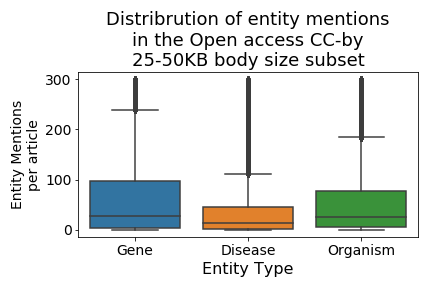 Distribrution of entity mentions
in the Open access CC-by
25-50KB body size subset
Entity Mentions
per article
300
200
100
0
Gene Disease Organism
Entity Type